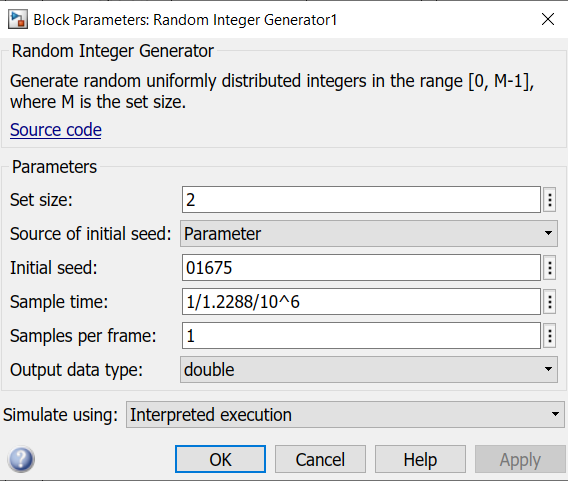 Block Parameters: Random Integer Generator1
Random Integer Generator
Generate random uniformly distributed integers in the range [0, M-1],
where M is the set size.
Source code
Parameters
Set size: 2
Source of initial seed: Parameter
Initial seed: 01675
Sample time: 1/1.2288/10^6
Samples per frame: 1
Output data type: double
Simulate using: Interpreted execution
? OK Cancel Help Apply